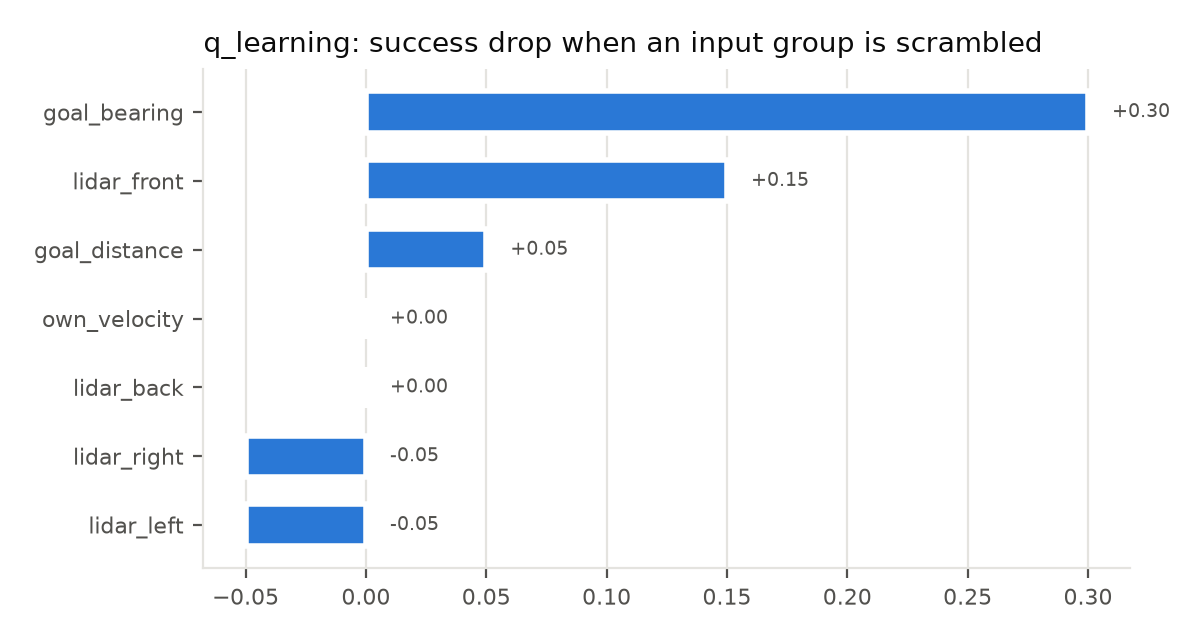 q_learning: success drop when an input group is scrambled
goal_bearing +0.30
lidar_front +0.15
goal_distance +0.05
own_velocity +0.00
lidar_back +0.00
lidar_right -0.05
lidar_left -0.05
−0.05 0.00 0.05 0.10 0.15 0.20 0.25 0.30